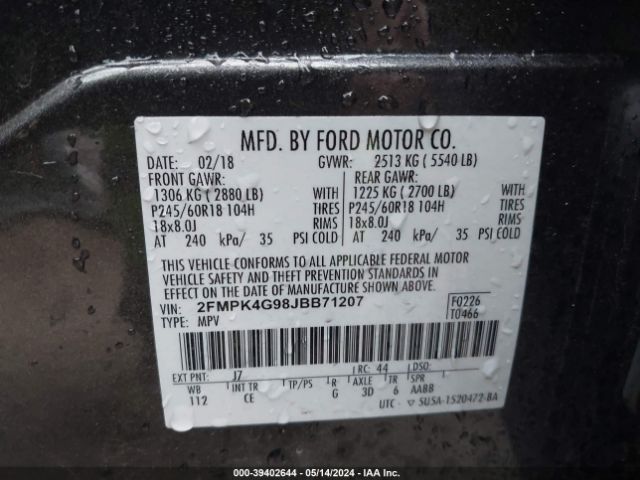 MFD. BY FORD MOTOR CO.
DATE: 02/18 GVWR: 2513 KG ( 5540 LB)
FRONT GAWR: REAR GAWR:
1306 KG ( 2880 LB) WITH 1225 KG ( 2700 LB) WITH
P245/60R18 104H TIRES P245/60R18 104H TIRES
18x8.0J RIMS 18x8.0J RIMS
AT 240 kPa/ 35 PSI COLD AT 240 kPa/ 35 PSI COLD
THIS VEHICLE CONFORMS TO ALL APPLICABLE FEDERAL MOTOR
VEHICLE SAFETY AND THEFT PREVENTION STANDARDS IN
EFFECT ON THE DATE OF MANUFACTURE SHOWN ABOVE.
VIN: 2FMPK4G98JBB71207 F0226
TYPE: MPV T0466
EXT PNT: J7 RC: 44 DSO:
WB INT TR TP/PS R AXLE TR SPR
112 CE G 3D 6 AABB
UTC - ▽ SU5A-1520472-BA
000-39402644 / 05/14/2024 / IAA Inc.